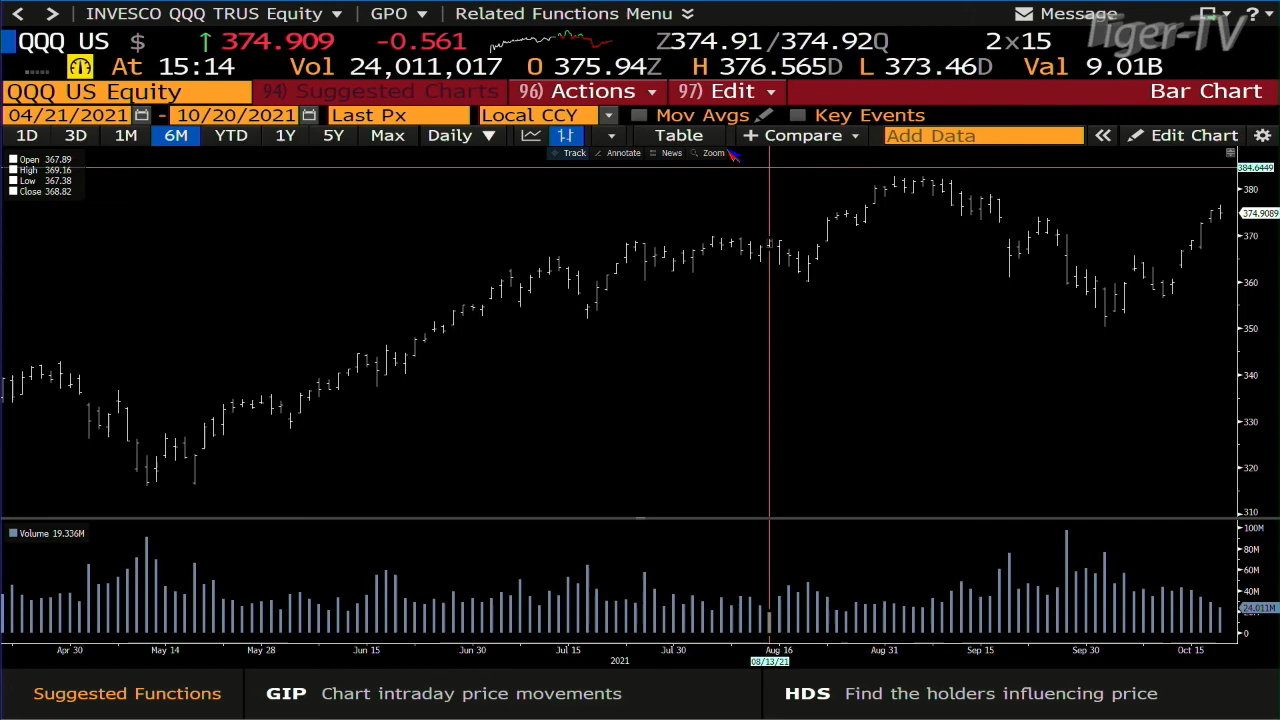 INVESCO QQQ TRUS Equity GPO Related Functions Menu Message ?
Tiger-TV
QQQ US $ ↑ 374.909 -0.561 Z374.91/374.92Q 2x15
At 15:14 Vol 24,011,017 O 375.94Z H 376.565D L 373.46D Val 9.01B
QQQ US Equity 94) Suggested Charts 96) Actions 97) Edit Bar Chart
04/21/2021 - 10/20/2021 Last Px Local CCY Mov Avgs Key Events
1D 3D 1M 6M YTD 1Y 5Y Max Daily ▼ Table + Compare Add Data « Edit Chart
Track Annotate News Zoom
Open 367.89
High 369.16
Low 367.38
Close 368.82
384.6449
380
374.9089
370
360
350
340
330
320
310
Volume 19.336M
100M
80M
60M
40M
24.011M
0
Apr 30 May 14 May 28 Jun 15 Jun 30 Jul 15 Jul 30 Aug 16 Aug 31 Sep 15 Sep 30 Oct 15
2021 08/13/21
Suggested Functions GIP Chart intraday price movements HDS Find the holders influencing price